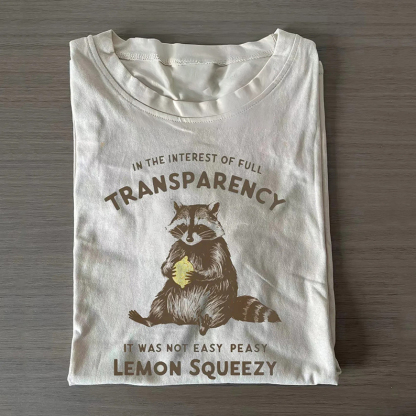 IN THE INTEREST OF FULL
TRANSPARENCY
IT WAS NOT EASY PEASY
LEMON SQUEEZY